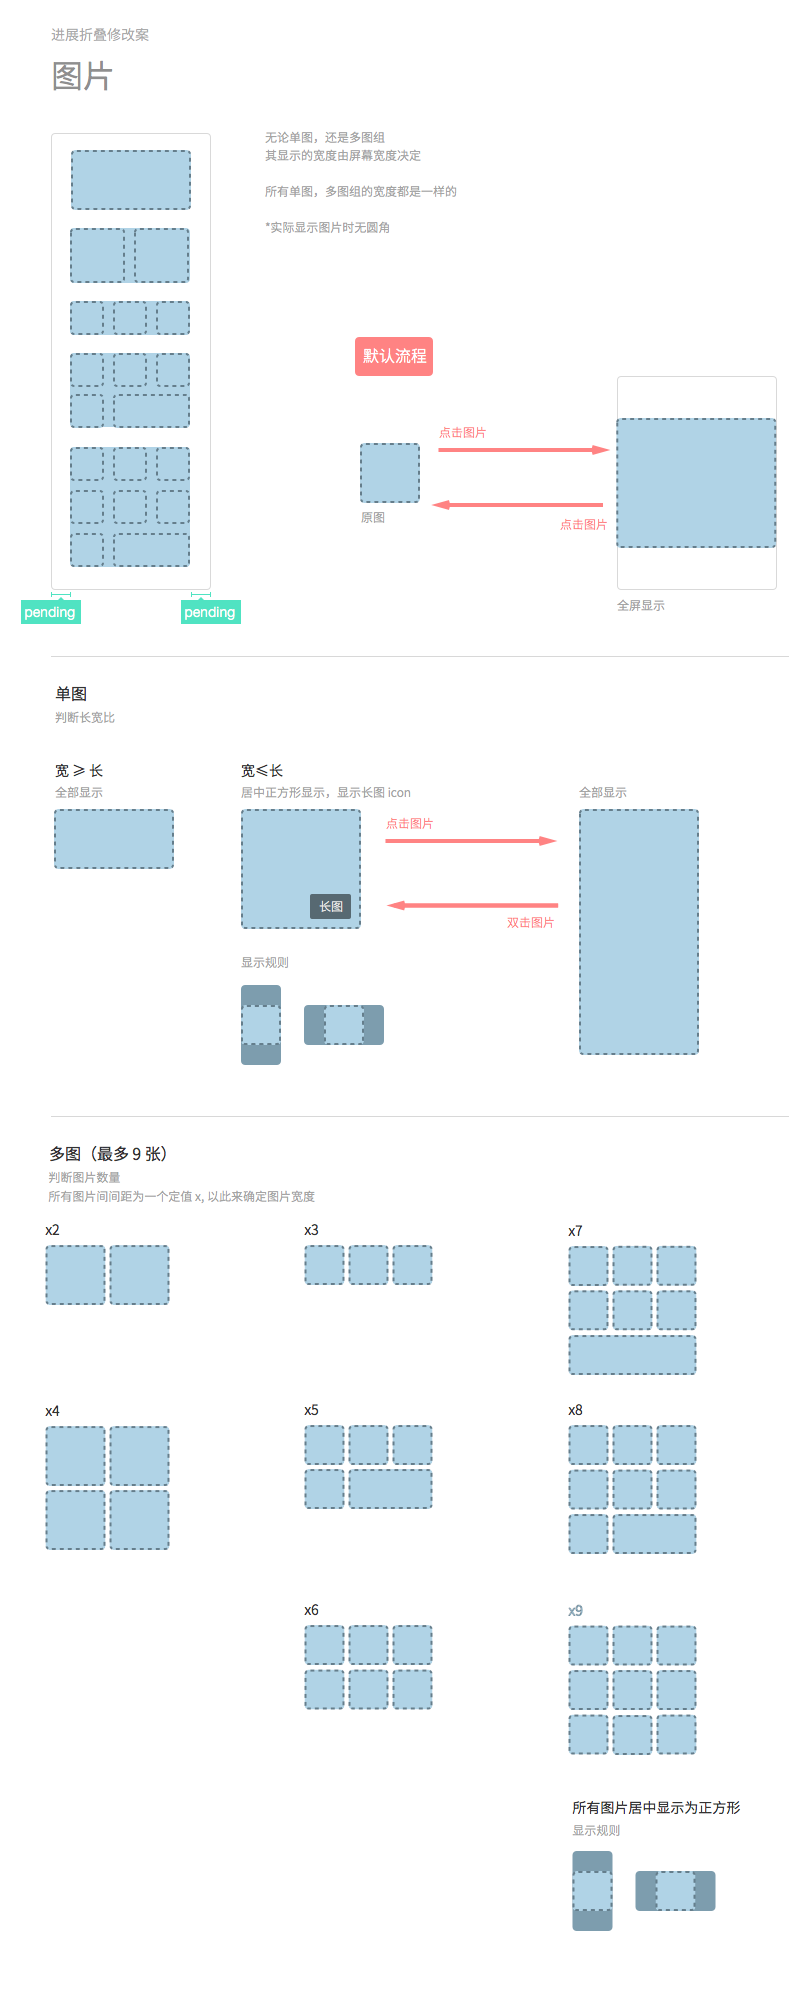 进展折叠修改案
图片
无论单图，还是多图组
其显示的宽度由屏幕宽度决定
所有单图，多图组的宽度都是一样的
*实际显示图片时无圆角
默认流程
点击图片
原图
点击图片
全屏显示
pending
pending
单图
判断长宽比
宽 ≥ 长
全部显示
宽≤长
居中正方形显示，显示长图 icon
全部显示
点击图片
长图
双击图片
显示规则
多图（最多 9 张）
判断图片数量
所有图片间间距为一个定值 x, 以此来确定图片宽度
x2
x3
x7
x4
x5
x8
x6
x9
所有图片居中显示为正方形
显示规则